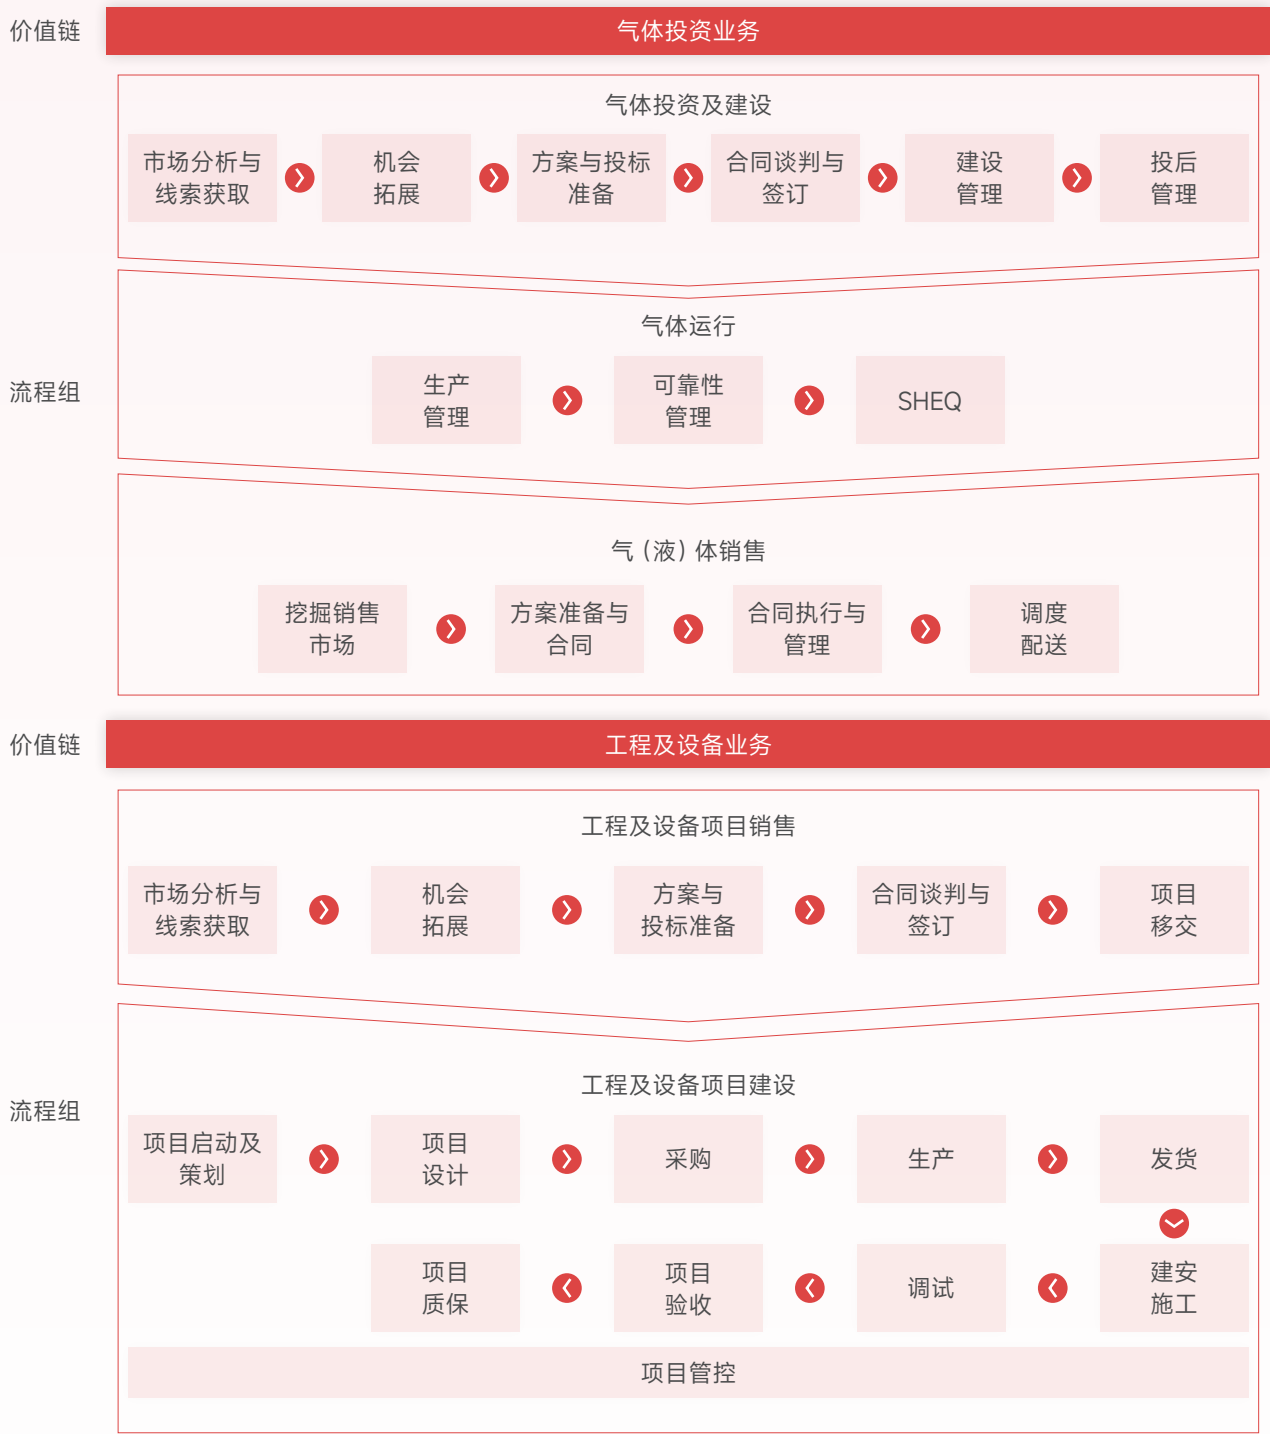 价值链
气体投资业务
气体投资及建设
市场分析与
线索获取
机会
拓展
方案与投标
准备
合同谈判与
签订
建设
管理
投后
管理
流程组
气体运行
生产
管理
可靠性
管理
SHEQ
气（液）体销售
挖掘销售
市场
方案准备与
合同
合同执行与
管理
调度
配送
价值链
工程及设备业务
工程及设备项目销售
市场分析与
线索获取
机会
拓展
方案与
投标准备
合同谈判与
签订
项目
移交
流程组
工程及设备项目建设
项目启动及
策划
项目
设计
采购
生产
发货
建安
施工
调试
项目
验收
项目
质保
项目管控